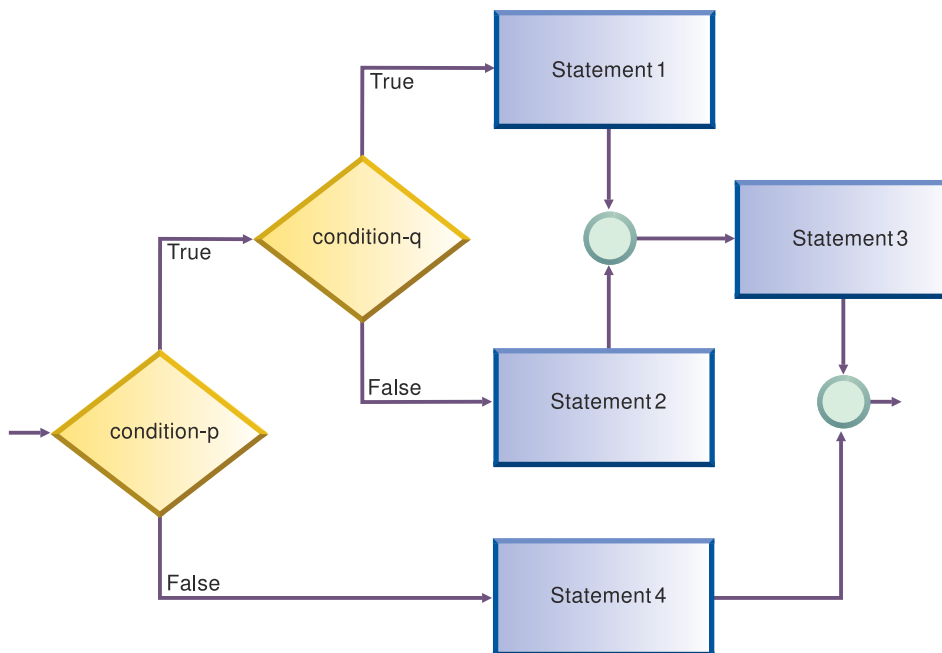 Statement 1
True
condition-q
Statement 3
True
False
Statement 2
condition-p
False
Statement 4